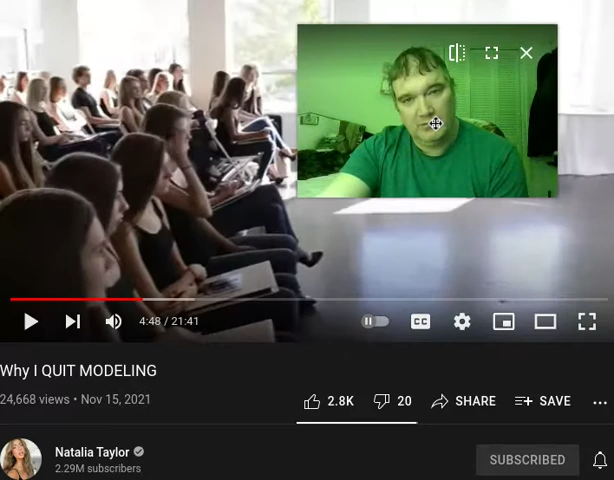 4:48 / 21:41
CC
Why I QUIT MODELING
24,668 views • Nov 15, 2021
2.8K
20
SHARE
SAVE
Natalia Taylor
2.29M subscribers
SUBSCRIBED